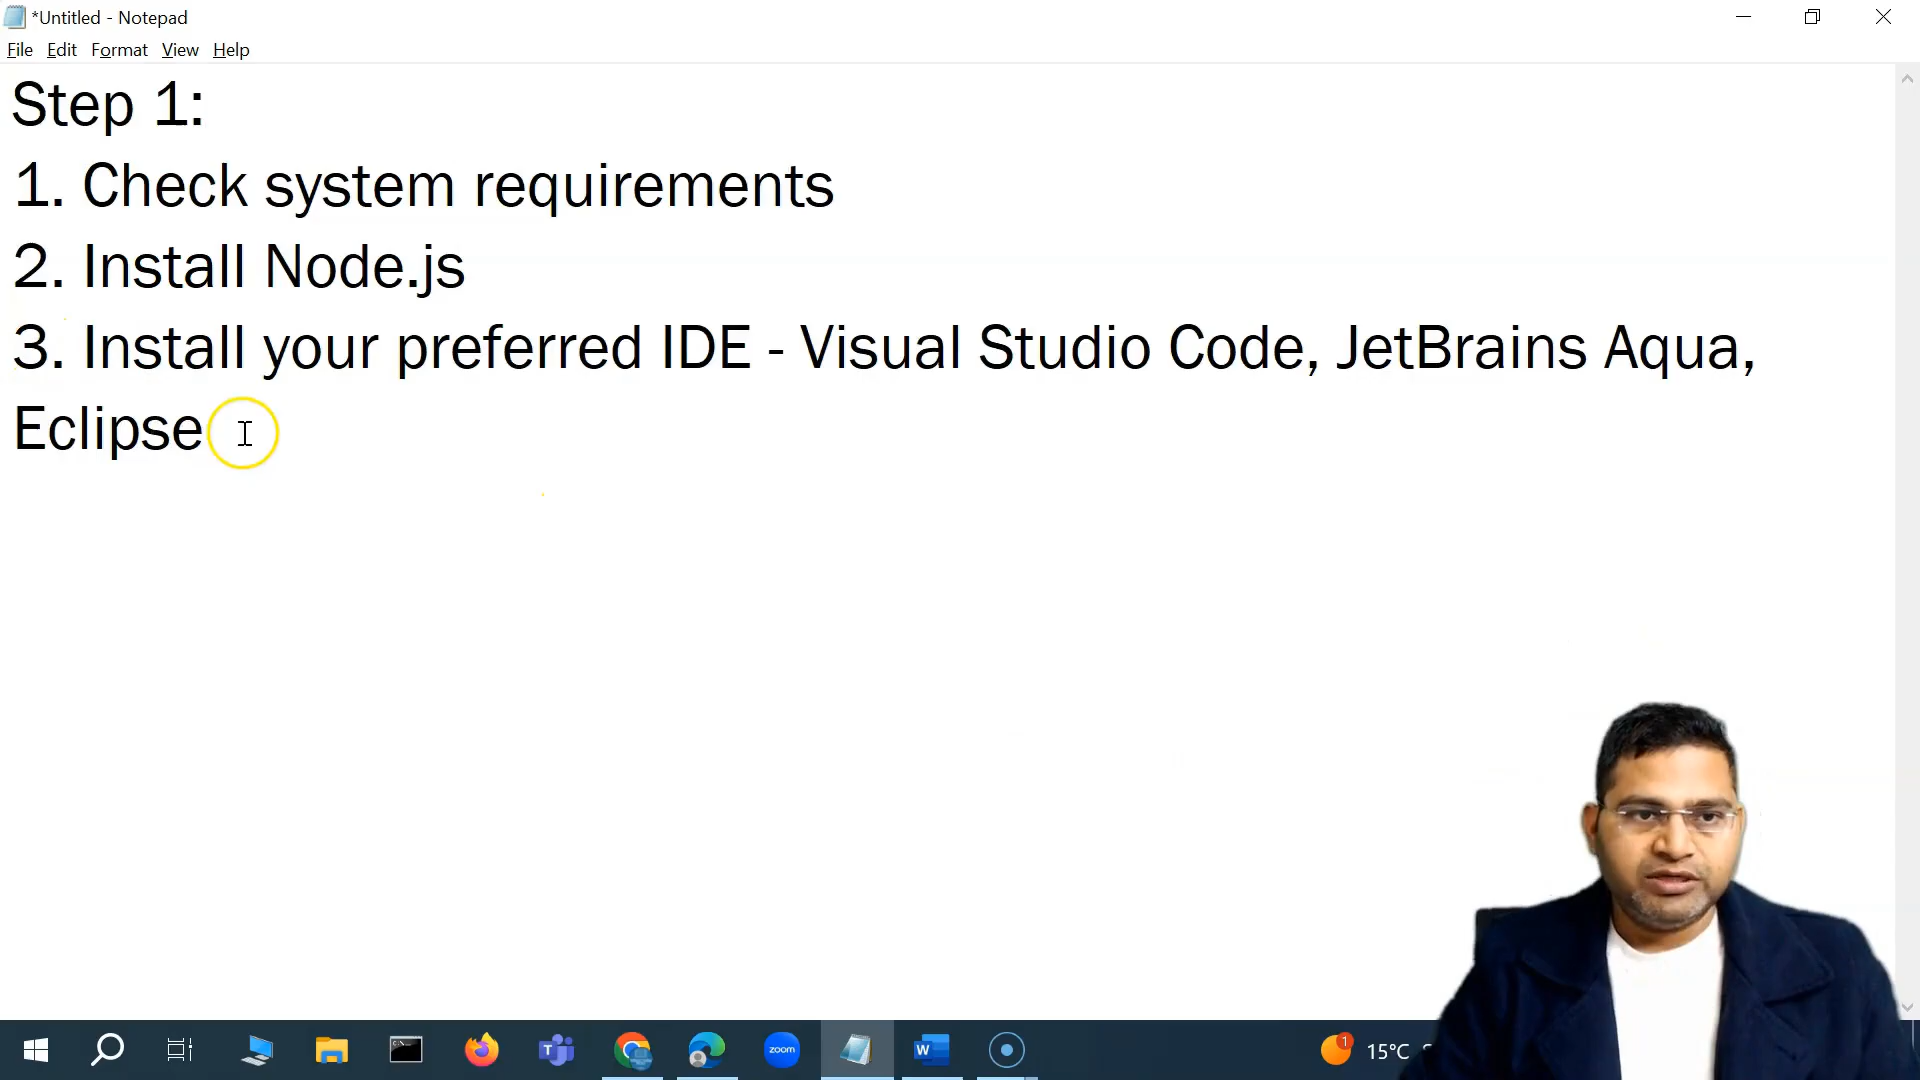 *Untitled - Notepad
File Edit Format View Help
Step 1:
1. Check system requirements
2. Install Node.js
3. Install your preferred IDE - Visual Studio Code, JetBrains Aqua,
Eclipse
zoom
1
15°C